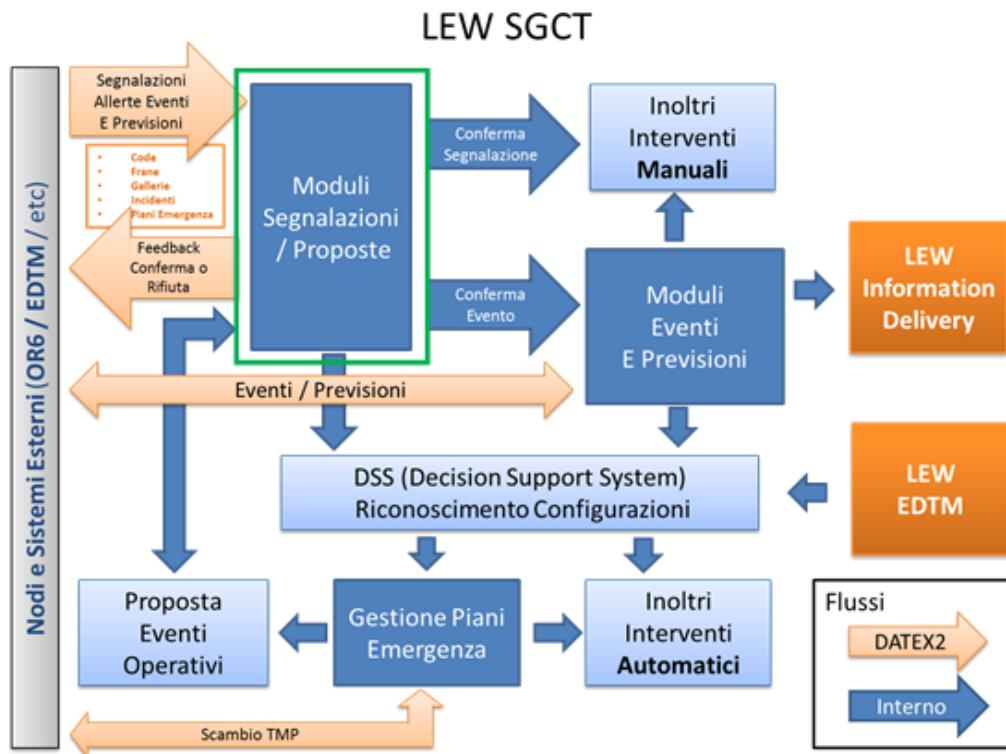 LEW SGCT
Nodi e Sistemi Esterni (OR6 / EDTM / etc)
Segnalazioni
Allerte Eventi
E Previsioni
• Code
• Frane
• Gallerie
• Incidenti
• Piani Emergenza
Feedback
Conferma o
Rifiuta
Moduli
Segnalazioni
/ Proposte
Conferma
Segnalazione
Conferma
Evento
Inoltri
Interventi
Manuali
Moduli
Eventi
E Previsioni
LEW
Information
Delivery
Eventi / Previsioni
DSS (Decision Support System)
Riconoscimento Configurazioni
LEW
EDTM
Proposta
Eventi
Operativi
Gestione Piani
Emergenza
Inoltri
Interventi
Automatici
Scambio TMP
Flussi
DATEX2
Interno